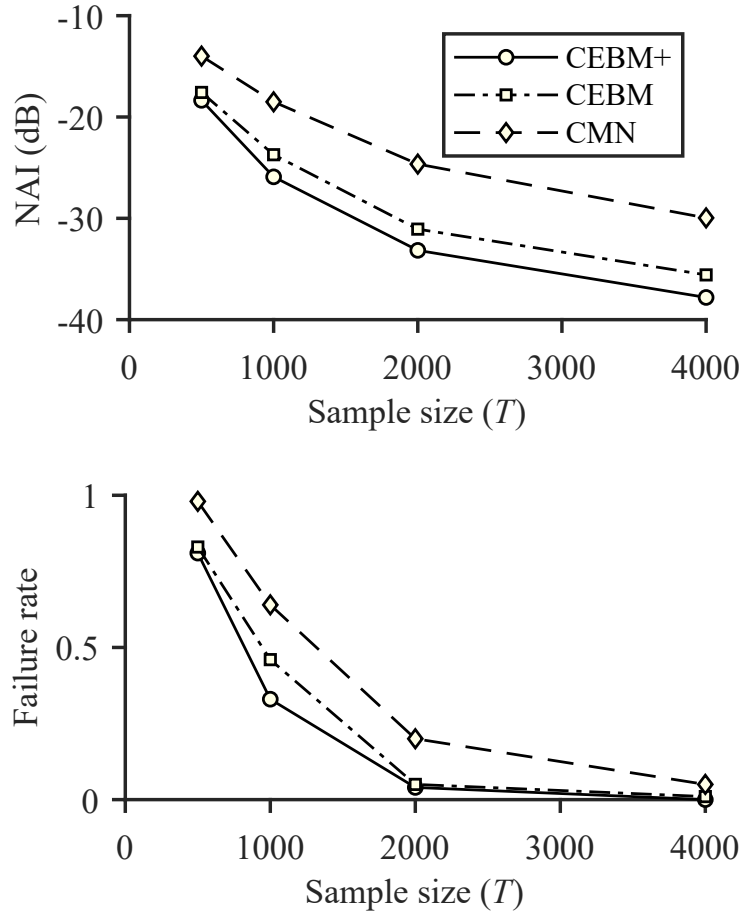 -10
-20
-30
-40
NAI (dB)
CEBM+
CEBM
CMN
0 1000 2000 3000 4000
Sample size (T)
1
0.5
0
Failure rate
0 1000 2000 3000 4000
Sample size (T)